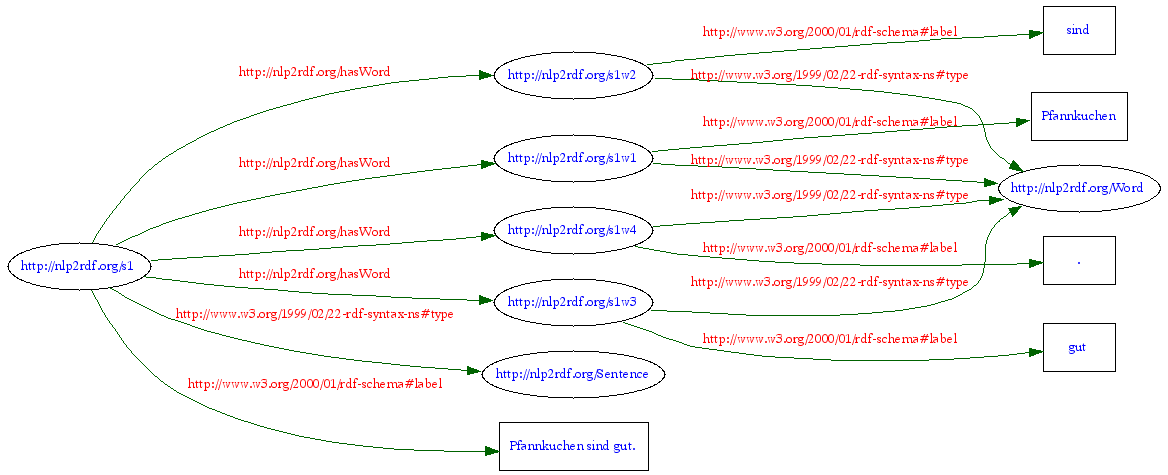 http://www.w3.org/2000/01/rdf-schema#label
sind
http://nlp2rdf.org/hasWord
http://nlp2rdf.org/s1w2
http://www.w3.org/1999/02/22-rdf-syntax-ns#type
http://www.w3.org/2000/01/rdf-schema#label
Pfannkuchen
http://nlp2rdf.org/hasWord
http://nlp2rdf.org/s1w1
http://www.w3.org/1999/02/22-rdf-syntax-ns#type
http://nlp2rdf.org/Word
http://www.w3.org/1999/02/22-rdf-syntax-ns#type
http://nlp2rdf.org/hasWord
http://nlp2rdf.org/s1w4
http://www.w3.org/2000/01/rdf-schema#label
.
http://nlp2rdf.org/s1
http://nlp2rdf.org/hasWord
http://www.w3.org/1999/02/22-rdf-syntax-ns#type
http://nlp2rdf.org/s1w3
http://www.w3.org/1999/02/22-rdf-syntax-ns#type
http://www.w3.org/2000/01/rdf-schema#label
gut
http://nlp2rdf.org/Sentence
http://www.w3.org/2000/01/rdf-schema#label
Pfannkuchen sind gut.